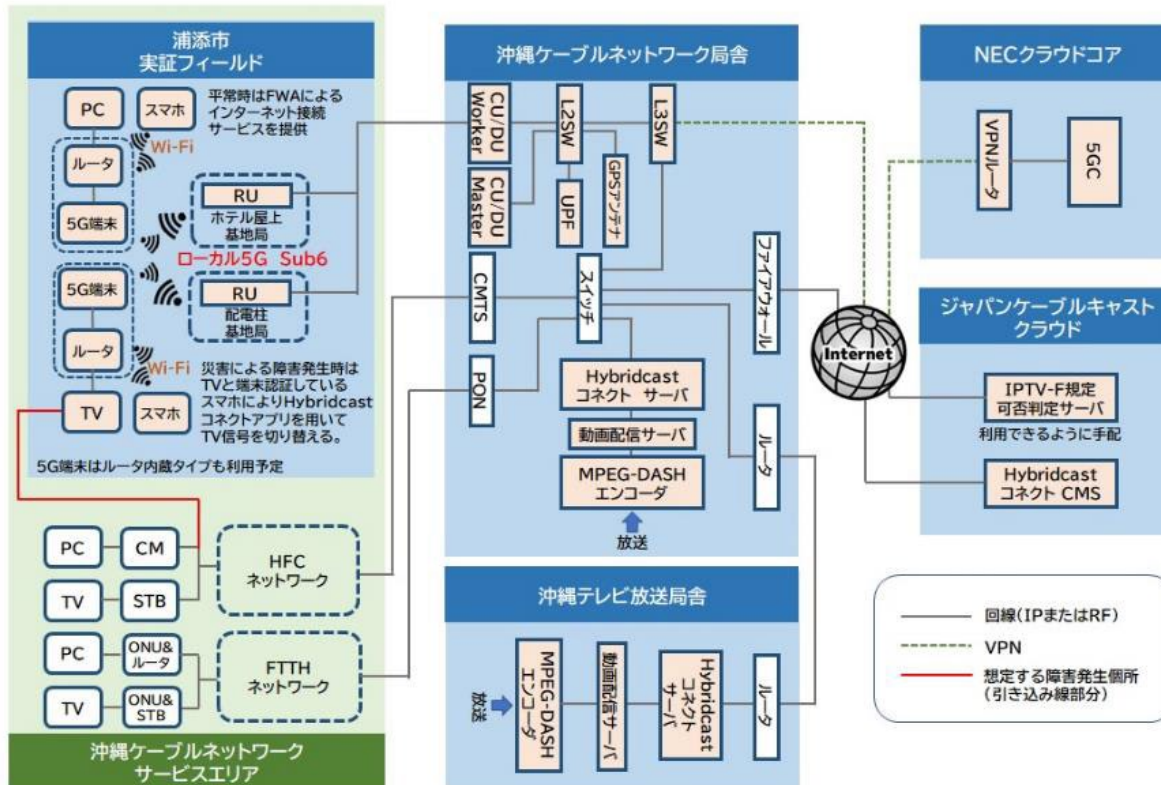 浦添市
実証フィールド
PC
スマホ
平常時はFWAによる
インターネット接続
サービスを提供
Wi-Fi
ルータ
5G端末
RU
ホテル屋上
基地局
ローカル5G Sub6
5G端末
RU
配電柱
基地局
ルータ
Wi-Fi
TV
スマホ
災害による障害発生時は
TVと端末認証している
スマホによりHybridcast
コネクトアプリを用いて
TV信号を切り替える。
5G端末はルータ内蔵タイプも利用予定
PC
CM
TV
STB
HFC
ネットワーク
PC
ONU&
ルータ
TV
ONU&
STB
FTTH
ネットワーク
沖縄ケーブルネットワーク
サービスエリア
沖縄ケーブルネットワーク局舎
CU/DU
Worker
L2SW
L3SW
CU/DU
Master
UPF
GPSアンテナ
CMTS
スイッチ
ファイアウォール
PON
Hybridcast
コネクト サーバ
動画配信サーバ
MPEG-DASH
エンコーダ
放送
ルータ
沖縄テレビ放送局舎
放送
MPEG-DASH
エンコーダ
動画配信サーバ
Hybridcast
コネクト
サーバ
ルータ
Internet
NECクラウドコア
VPNルータ
5GC
ジャパンケーブルキャスト
クラウド
IPTV-F規定
可否判定サーバ
利用できるように手配
Hybridcast
コネクト CMS
回線(IPまたはRF)
VPN
想定する障害発生個所
(引き込み線部分)